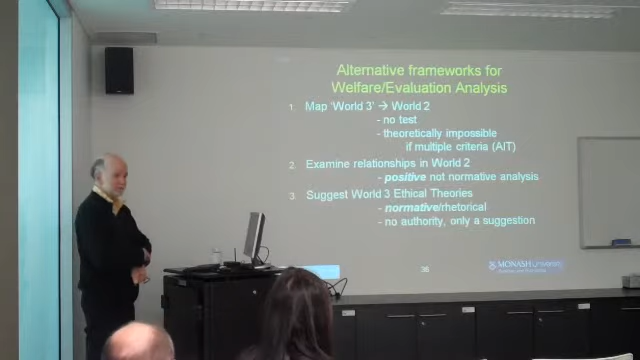 Alternative frameworks for
Welfare/Evaluation Analysis
1. Map 'World 3' → World 2
- no test
- theoretically impossible
if multiple criteria (AIT)
2. Examine relationships in World 2
- positive not normative analysis
3. Suggest World 3 Ethical Theories
- normative/rhetorical
- no authority, only a suggestion
36
MONASH University